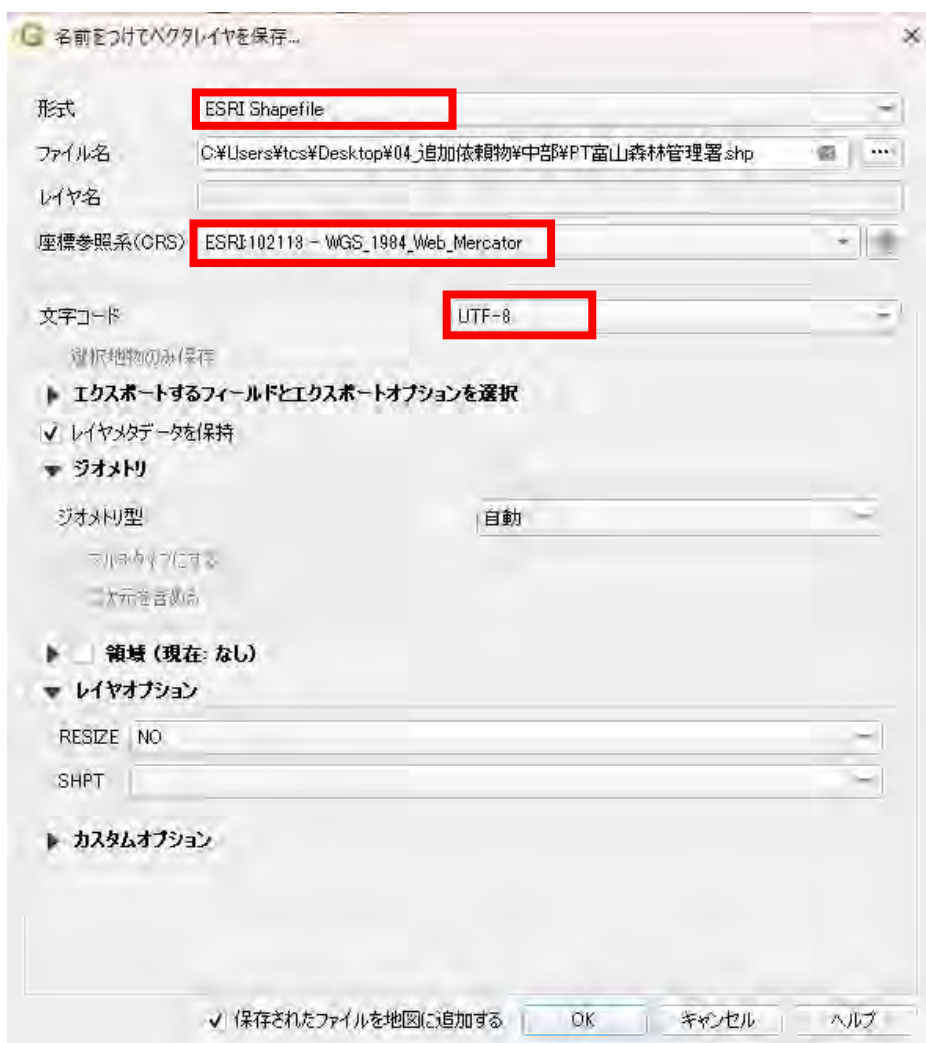 名前をつけてベクタレイヤを保存...
形式 ESRI Shapefile
ファイル名 C:¥Users¥tcs¥Desktop¥04_追加依頼物¥中部¥PT富山森林管理署.shp ...
レイヤ名
座標参照系(CRS) ESRI:102113 - WGS_1984_Web_Mercator
文字コード UTF-8
選択地物のみ保存
エクスポートするフィールドとエクスポートオプションを選択
レイヤメタデータを保持
ジオメトリ
ジオメトリ型 自動
マルチタイプにする
領域 (現在: なし)
レイヤオプション
RESIZE NO
SHPT
カスタムオプション
保存されたファイルを地図に追加する OK キャンセル ヘルプ